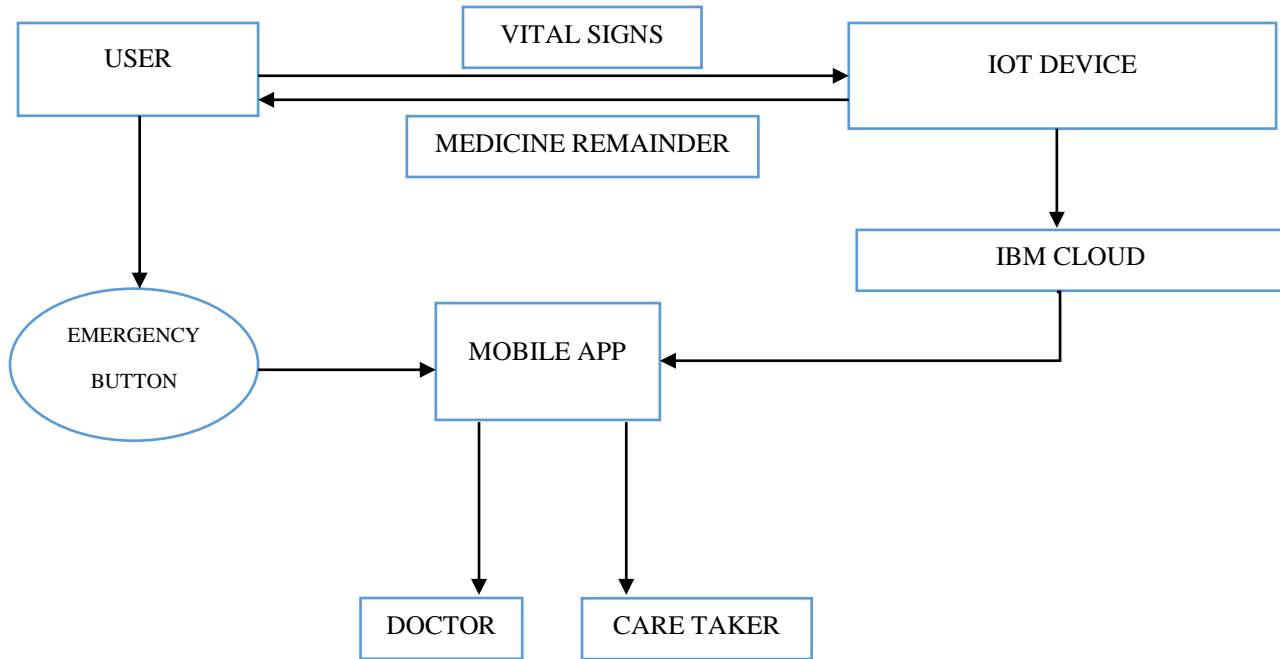 VITAL SIGNS
USER
IOT DEVICE
MEDICINE REMAINDER
IBM CLOUD
EMERGENCY
BUTTON
MOBILE APP
DOCTOR
CARE TAKER